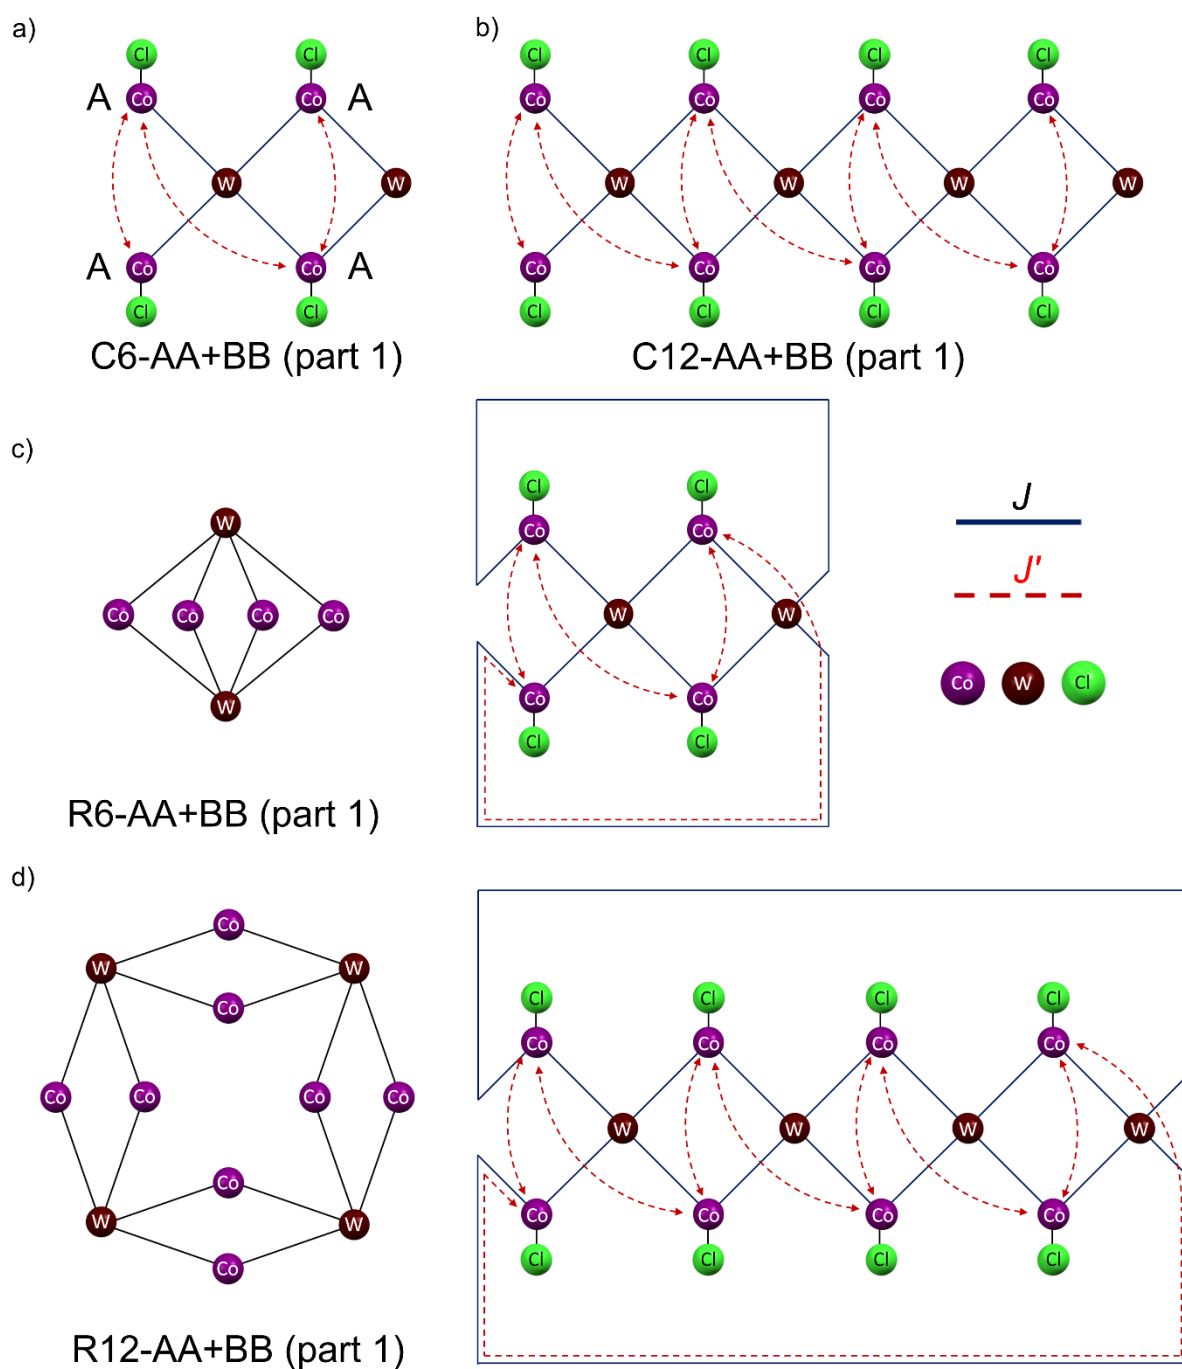 a)
b)
Cl Cl Cl Cl Cl Cl
A Co Co A Co Co Co Co
W W W W W W
A Co Co A Co Co Co Co
Cl Cl Cl Cl Cl Cl
C6-AA+BB (part 1)
C12-AA+BB (part 1)
c)
W
Co Co Co Co
W
R6-AA+BB (part 1)
Cl Cl
Co Co
W W
Co Co
Cl Cl
J
J'
Co W Cl
d)
Co
W W
Co
Co Co Co Co
Co
W W
Co
R12-AA+BB (part 1)
Cl Cl Cl Cl
Co Co Co Co
W W W W
Co Co Co Co
Cl Cl Cl Cl